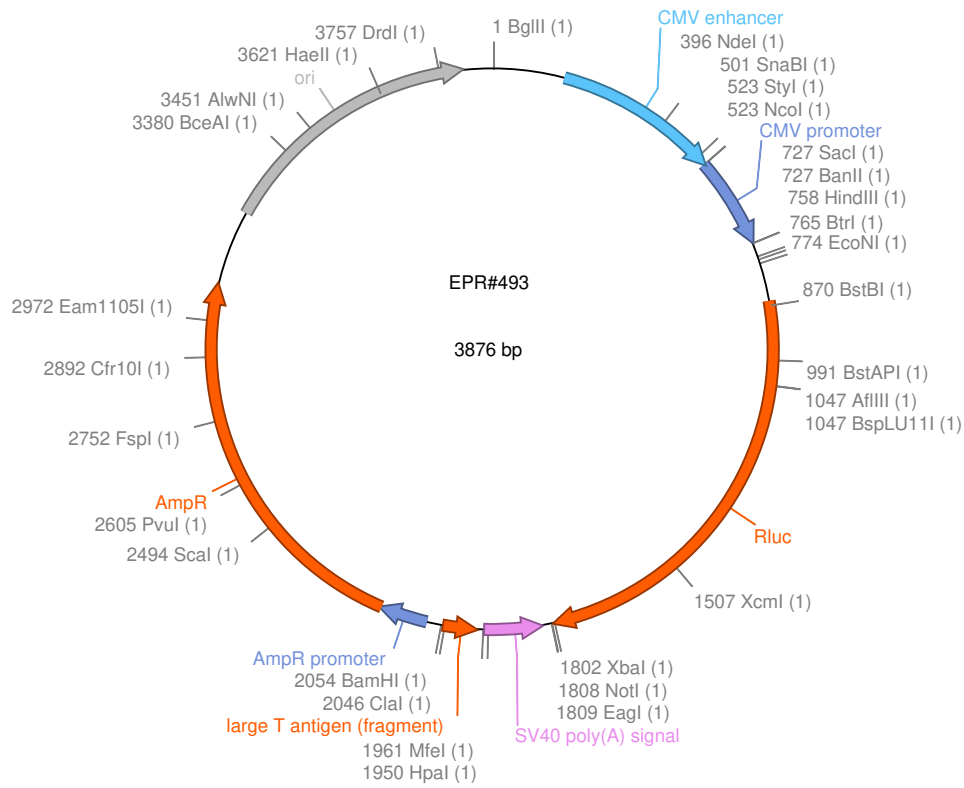 1 BglII (1)
CMV enhancer
396 NdeI (1)
501 SnaBI (1)
523 StyI (1)
523 NcoI (1)
CMV promoter
727 SacI (1)
727 BanII (1)
758 HindIII (1)
765 BtrI (1)
774 EcoNI (1)
870 BstBI (1)
991 BstAPI (1)
1047 AflIII (1)
1047 BspLU11I (1)
Rluc
1507 XcmI (1)
1802 XbaI (1)
1808 NotI (1)
1809 EagI (1)
SV40 poly(A) signal
1950 HpaI (1)
1961 MfeI (1)
large T antigen (fragment)
2046 ClaI (1)
2054 BamHI (1)
AmpR promoter
2494 ScaI (1)
2605 PvuI (1)
AmpR
2752 FspI (1)
2892 Cfr10I (1)
2972 Eam1105I (1)
3380 BceAI (1)
3451 AlwNI (1)
ori
3621 HaeII (1)
3757 DrdI (1)
EPR#493
3876 bp